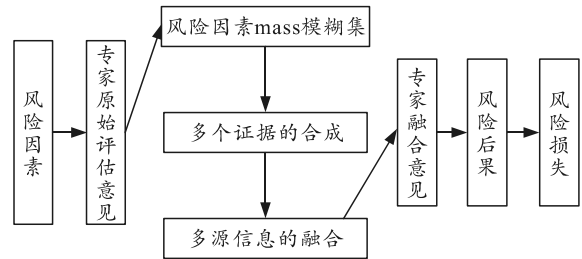 风险因素
专家原始评估意见
风险因素mass模糊集
多个证据的合成
多源信息的融合
专家融合意见
风险后果
风险损失